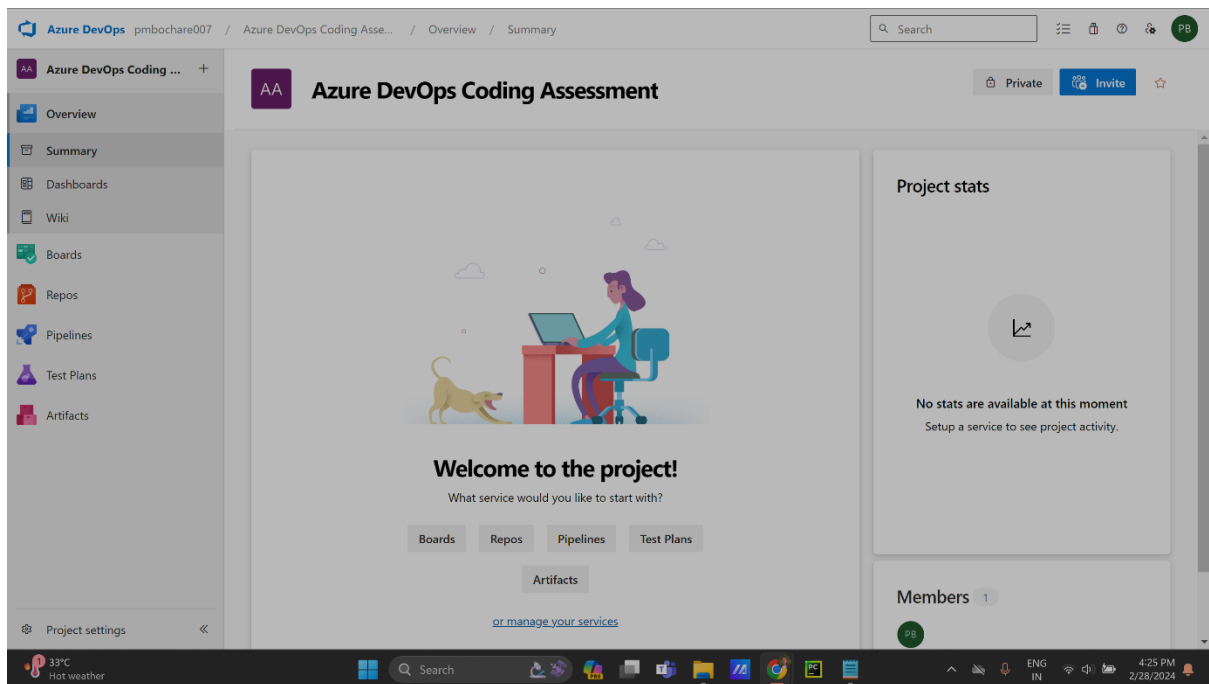 Azure DevOps pmbochare007 / Azure DevOps Coding Asse... / Overview / Summary
Search
PB
AA Azure DevOps Coding ... +
Overview
Summary
Dashboards
Wiki
Boards
Repos
Pipelines
Test Plans
Artifacts
Project settings
AA Azure DevOps Coding Assessment
Private
Invite
Welcome to the project!
What service would you like to start with?
Boards Repos Pipelines Test Plans
Artifacts
or manage your services
Project stats
No stats are available at this moment
Setup a service to see project activity.
Members 1
PB
1
33°C
Hot weather
Search
PRE
PC
ENG
IN
4:25 PM
2/28/2024